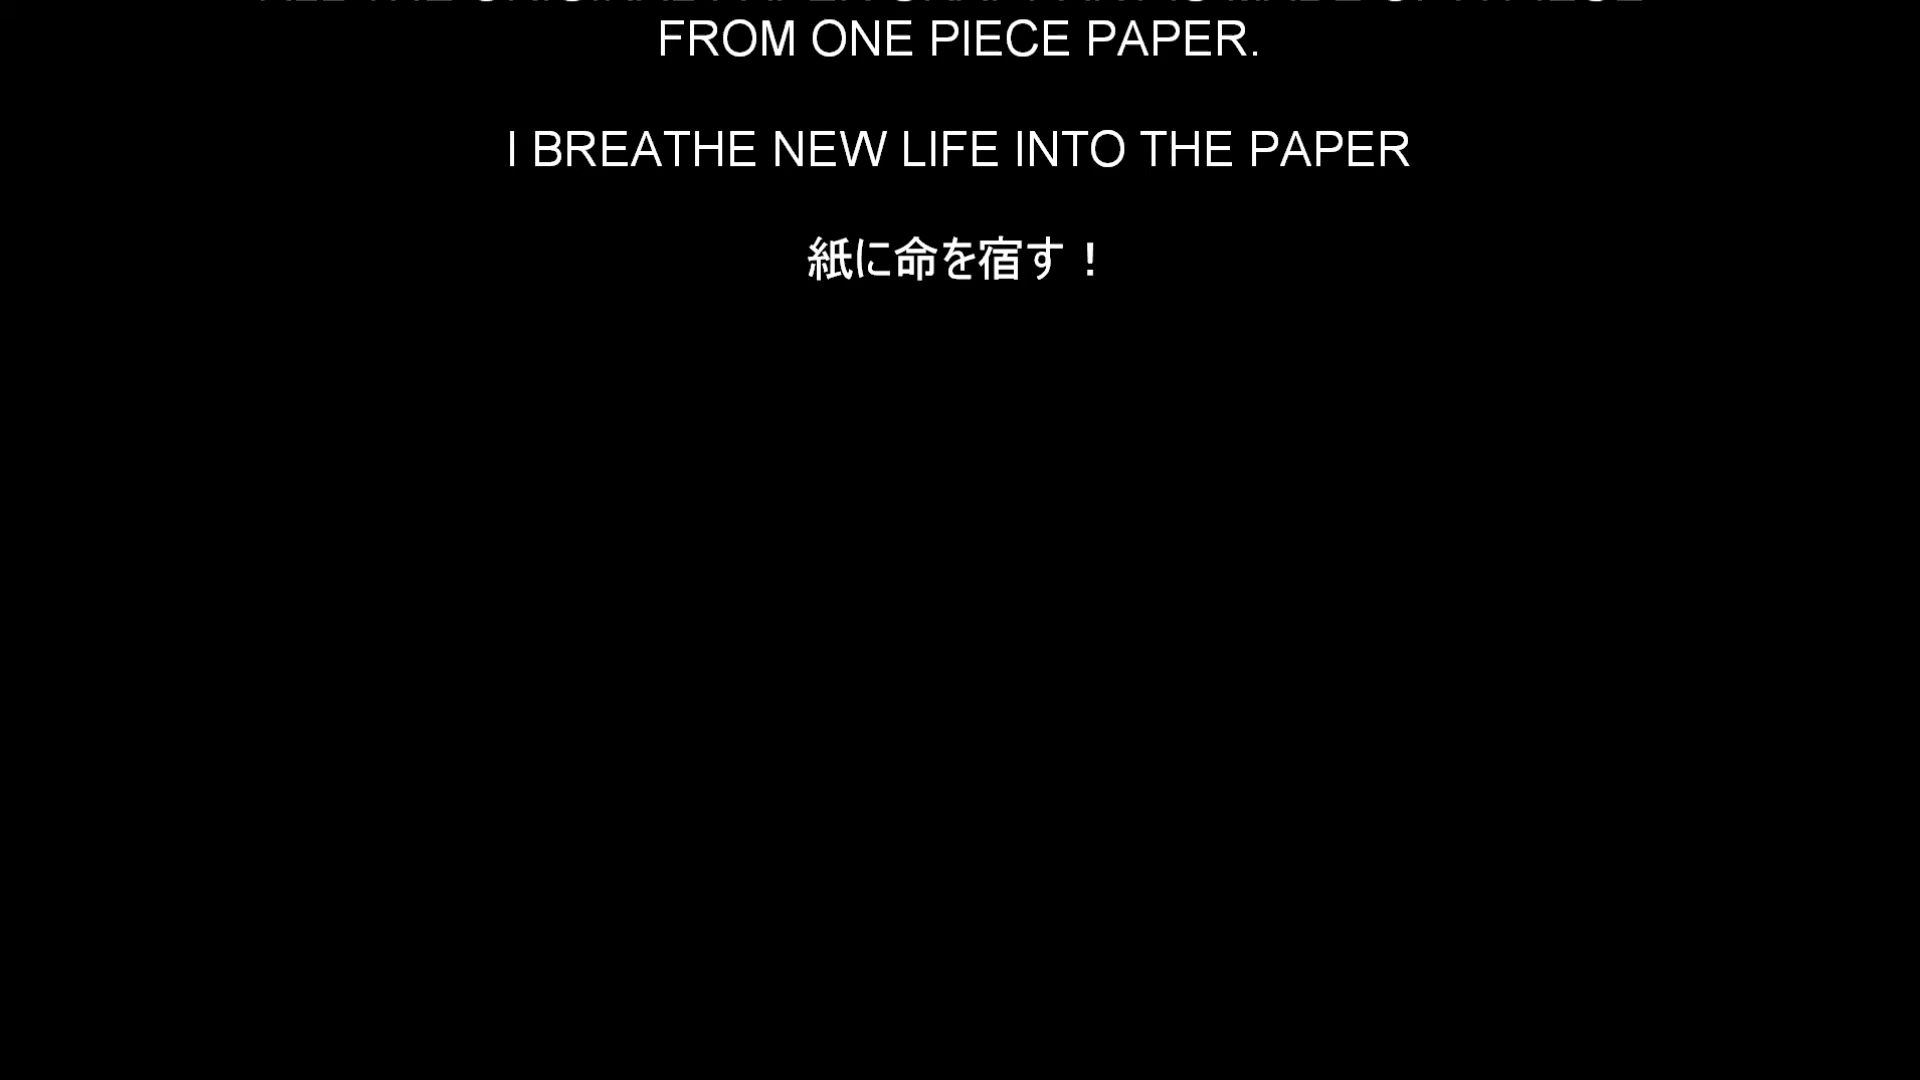 FROM ONE PIECE PAPER.
I BREATHE NEW LIFE INTO THE PAPER
紙に命を宿す！